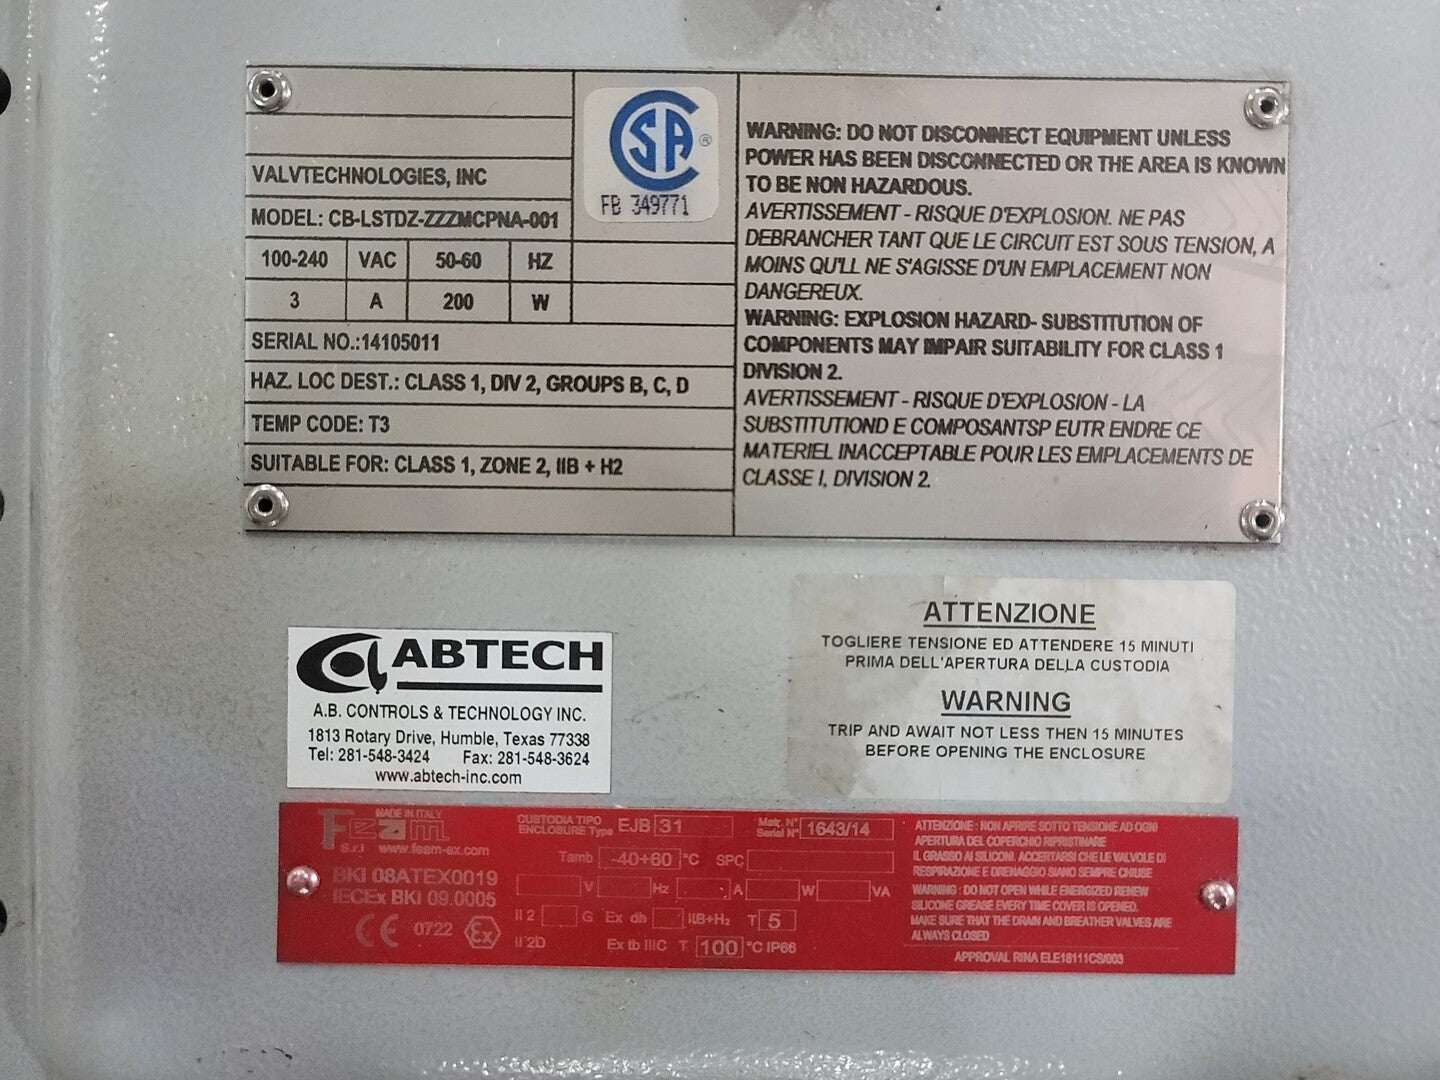 VALVTECHNOLOGIES, INC
MODEL: CB-LSTDZ-ZZZMCPNA-001
100-240 VAC 50-60 HZ
3 A 200 W
SERIAL NO.:14105011
HAZ. LOC DEST.: CLASS 1, DIV 2, GROUPS B, C, D
TEMP CODE: T3
SUITABLE FOR: CLASS 1, ZONE 2, IIB + H2
CSA ®
FB 349771
WARNING: DO NOT DISCONNECT EQUIPMENT UNLESS
POWER HAS BEEN DISCONNECTED OR THE AREA IS KNOWN
TO BE NON HAZARDOUS.
AVERTISSEMENT - RISQUE D'EXPLOSION. NE PAS
DEBRANCHER TANT QUE LE CIRCUIT EST SOUS TENSION, A
MOINS QU'LL NE S'AGISSE D'UN EMPLACEMENT NON
DANGEREUX.
WARNING: EXPLOSION HAZARD- SUBSTITUTION OF
COMPONENTS MAY IMPAIR SUITABILITY FOR CLASS 1
DIVISION 2.
AVERTISSEMENT - RISQUE D'EXPLOSION - LA
SUBSTITUTIOND E COMPOSANTSP EUTR ENDRE CE
MATERIEL INACCEPTABLE POUR LES EMPLACEMENTS DE
CLASSE I, DIVISION 2.
ABTECH
A.B. CONTROLS & TECHNOLOGY INC.
1813 Rotary Drive, Humble, Texas 77338
Tel: 281-548-3424 Fax: 281-548-3624
www.abtech-inc.com
ATTENZIONE
TOGLIERE TENSIONE ED ATTENDERE 15 MINUTI
PRIMA DELL'APERTURA DELLA CUSTODIA
WARNING
TRIP AND AWAIT NOT LESS THEN 15 MINUTES
BEFORE OPENING THE ENCLOSURE
MADE IN ITALY
Feam
S.r.l www.feam-ex.com
BKI 08ATEX0019
IECEx BKI 09.0005
CE 0722 Ex
CUSTODIA TIPO
ENCLOSURE Type EJB 31
Matr. N°
Serial N° 1643/14
Tamb -40+60 °C SPC
V Hz A W VA
II 2 G Ex db IIB+H2 T 5
II 2D Ex tb IIIC T 100 °C IP66
ATTENZIONE : NON APRIRE SOTTO TENSIONE AD OGNI
APERTURA DEL COPERCHIO RIPRISTINARE
IL GRASSO AI SILICONI. ACCERTARSI CHE LE VALVOLE DI
RESPIRAZIONE E DRENAGGIO SIANO SEMPRE CHIUSE
WARNING : DO NOT OPEN WHILE ENERGIZED RENEW
SILICONE GREASE EVERY TIME COVER IS OPENED.
MAKE SURE THAT THE DRAIN AND BREATHER VALVES ARE
ALWAYS CLOSED
APPROVAL RINA ELE18111CS/003